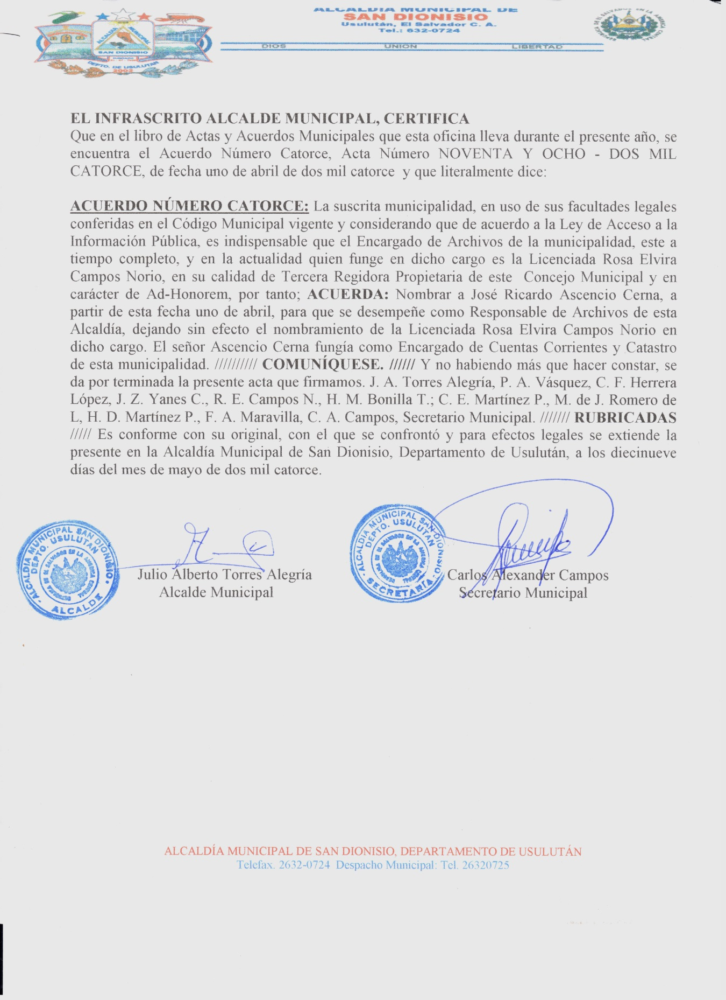 ALCALDIA MUNICIPAL DE
SAN DIONISIO
Usulután, El Salvador C. A.
Tel.: 632-0724
DIOS UNION LIBERTAD
ALCALDIA MUNICIPAL
SAN DIONISIO
DEPTO. DE USULUTAN
2002
EL INFRASCRITO ALCALDE MUNICIPAL, CERTIFICA
Que en el libro de Actas y Acuerdos Municipales que esta oficina lleva durante el presente año, se
encuentra el Acuerdo Número Catorce, Acta Número NOVENTA Y OCHO - DOS MIL
CATORCE, de fecha uno de abril de dos mil catorce y que literalmente dice:
ACUERDO NÚMERO CATORCE: La suscrita municipalidad, en uso de sus facultades legales
conferidas en el Código Municipal vigente y considerando que de acuerdo a la Ley de Acceso a la
Información Pública, es indispensable que el Encargado de Archivos de la municipalidad, este a
tiempo completo, y en la actualidad quien funge en dicho cargo es la Licenciada Rosa Elvira
Campos Norio, en su calidad de Tercera Regidora Propietaria de este Concejo Municipal y en
carácter de Ad-Honorem, por tanto; ACUERDA: Nombrar a José Ricardo Ascencio Cerna, a
partir de esta fecha uno de abril, para que se desempeñe como Responsable de Archivos de esta
Alcaldía, dejando sin efecto el nombramiento de la Licenciada Rosa Elvira Campos Norio en
dicho cargo. El señor Ascencio Cerna fungía como Encargado de Cuentas Corrientes y Catastro
de esta municipalidad. ////////// COMUNÍQUESE. ////// Y no habiendo más que hacer constar, se
da por terminada la presente acta que firmamos. J. A. Torres Alegría, P. A. Vásquez, C. F. Herrera
López, J. Z. Yanes C., R. E. Campos N., H. M. Bonilla T.; C. E. Martínez P., M. de J. Romero de
L, H. D. Martínez P., F. A. Maravilla, C. A. Campos, Secretario Municipal. /////// RUBRICADAS
///// Es conforme con su original, con el que se confrontó y para efectos legales se extiende la
presente en la Alcaldía Municipal de San Dionisio, Departamento de Usulután, a los diecinueve
días del mes de mayo de dos mil catorce.
ALCALDIA MUNICIPAL SAN DIONISIO
DEPTO. USULUTAN
ALCALDE
Julio Alberto Torres Alegría
Alcalde Municipal
ALCALDIA MUNICIPAL SAN DIONISIO
DEPTO. USULUTAN
SECRETARÍA
Carlos Alexander Campos
Secretario Municipal
ALCALDÍA MUNICIPAL DE SAN DIONISIO, DEPARTAMENTO DE USULUTÁN
Telefax. 2632-0724 Despacho Municipal: Tel. 26320725